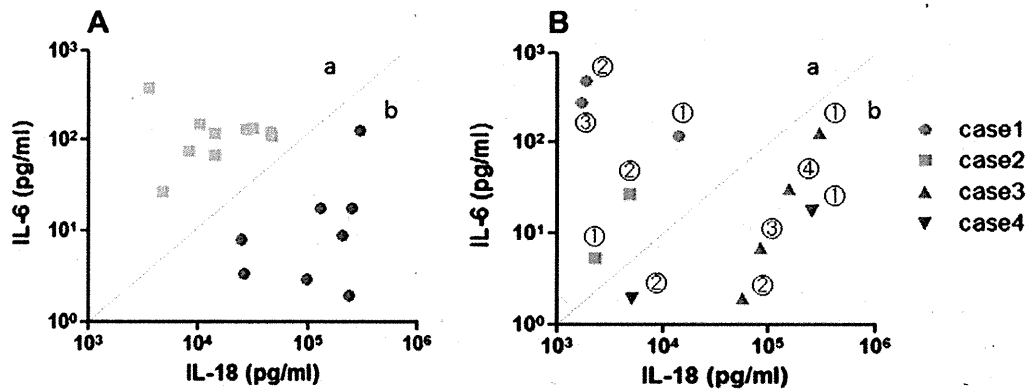 A
10³
10²
10¹
10⁰
IL-6 (pg/ml)
a
b
10³ 10⁴ 10⁵ 10⁶
IL-18 (pg/ml)
B
10³
10²
10¹
10⁰
IL-6 (pg/ml)
a
b
②
③
①
②
①
①
④
①
③
②
②
10³ 10⁴ 10⁵ 10⁶
IL-18 (pg/ml)
case1
case2
case3
case4